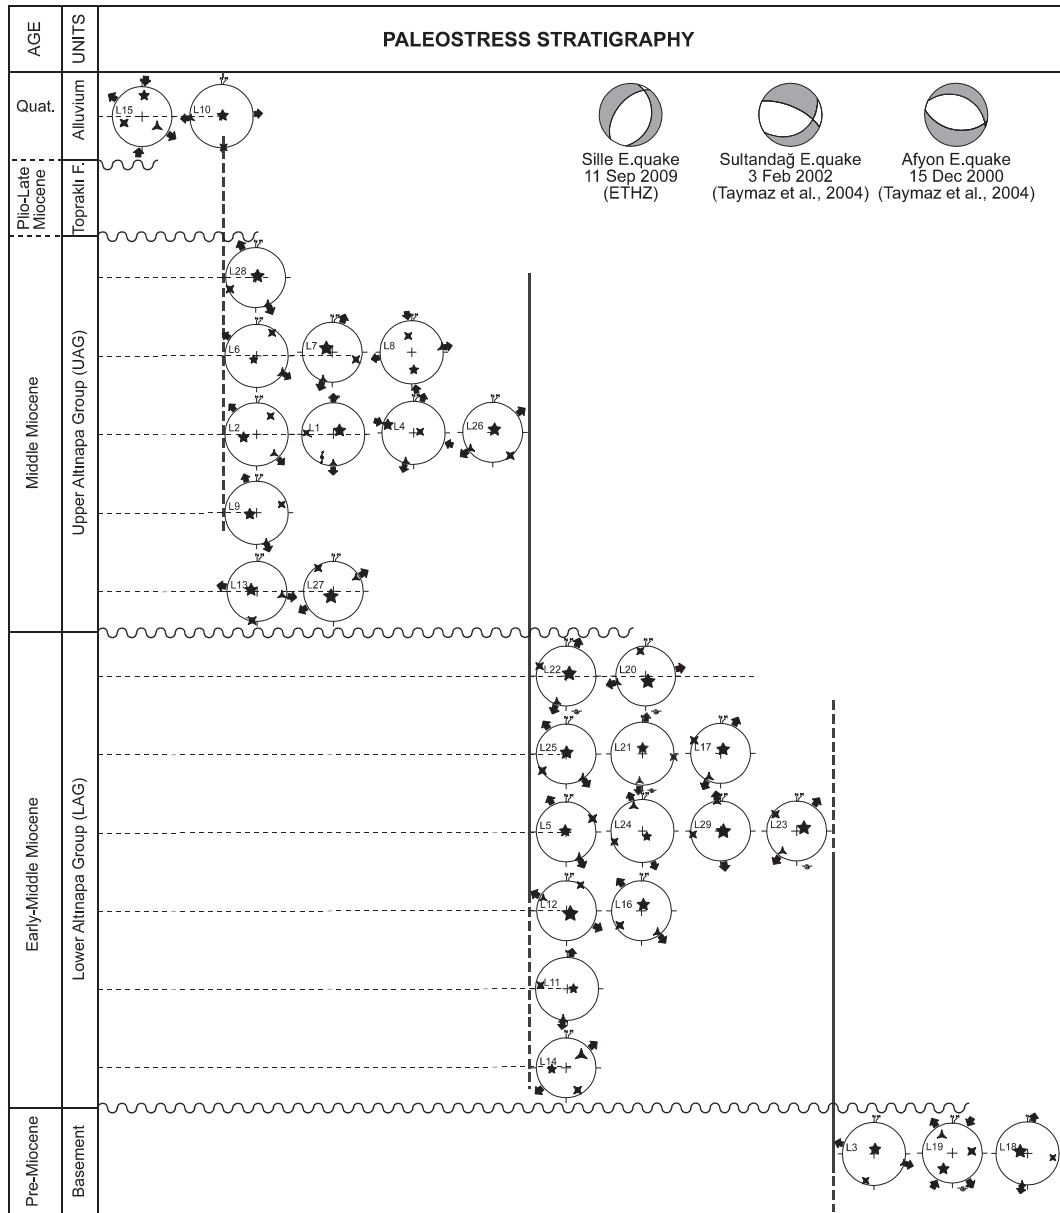 AGE
UNITS
PALEOSTRESS STRATIGRAPHY
Quat.
Alluvium
L15
L10
Sille E.quake
11 Sep 2009
(ETHZ)
Sultandağ E.quake
3 Feb 2002
(Taymaz et al., 2004)
Afyon E.quake
15 Dec 2000
(Taymaz et al., 2004)
Plio-Late
Miocene
Topraklı F.
Middle Miocene
Upper Altınapa Group (UAG)
L28
L6
L7
L8
L2
L1
L4
L26
L9
L13
L27
Early-Middle Miocene
Lower Altınapa Group (LAG)
L22
L20
L25
L21
L17
L5
L24
L29
L23
L12
L16
L11
L14
Pre-Miocene
Basement
L3
L19
L18